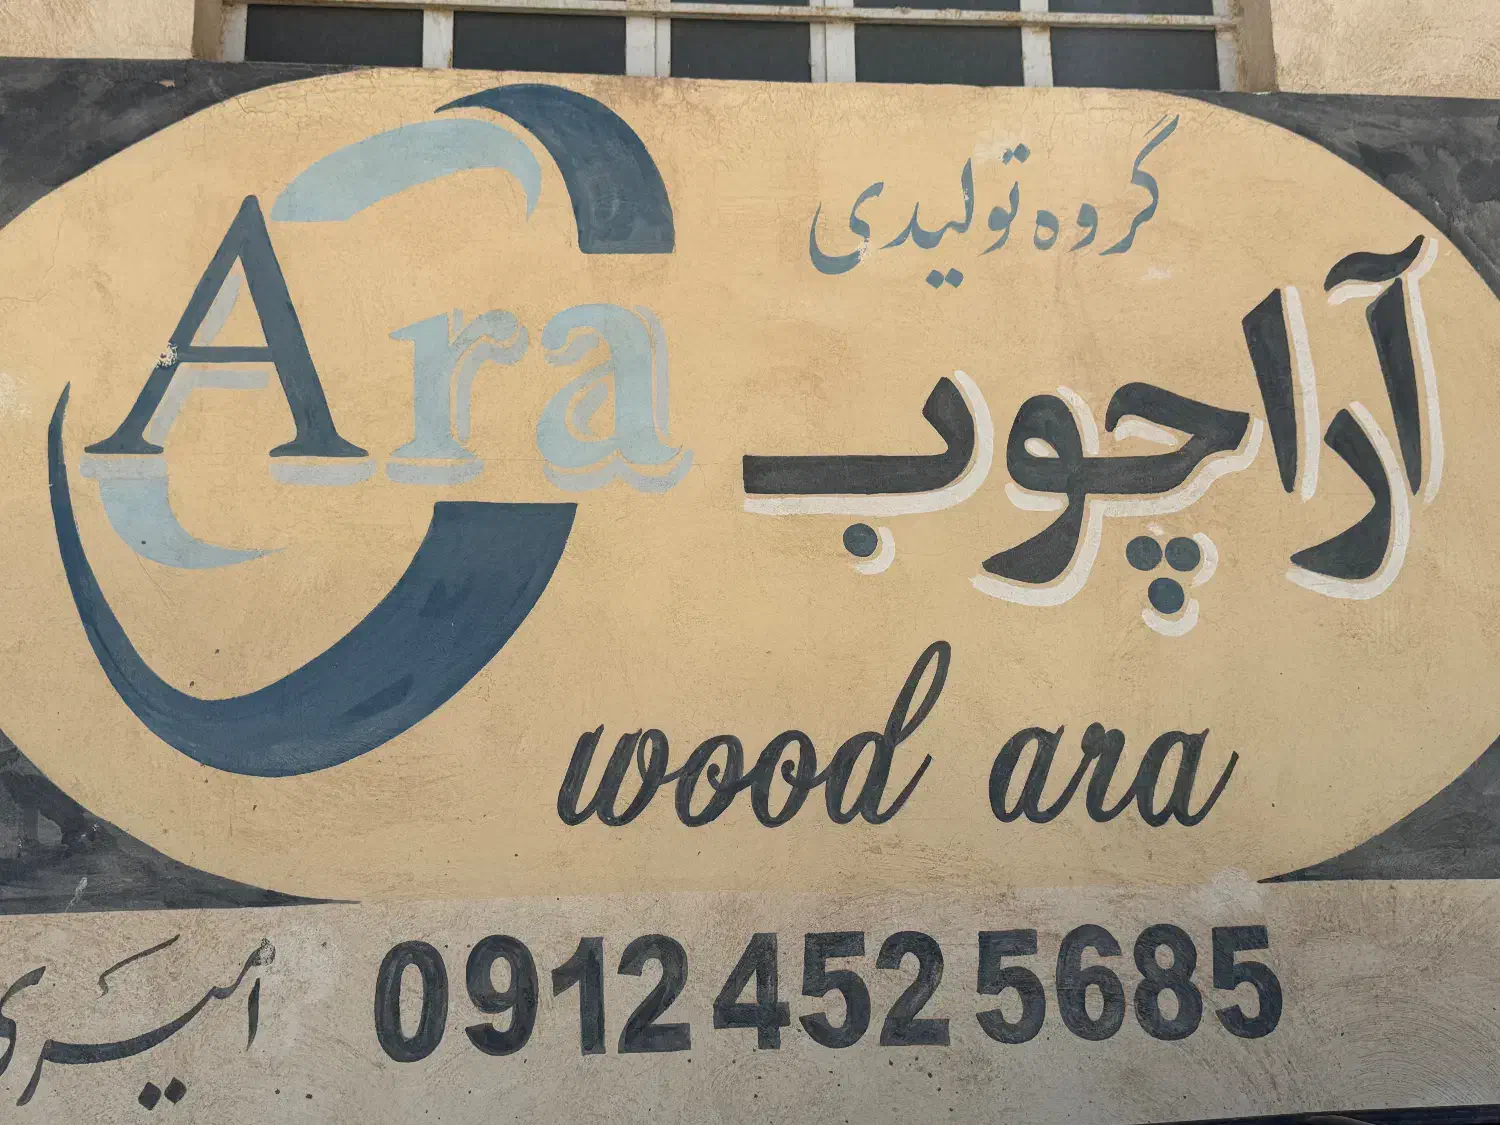 گروه تولیدی
آراچوب
Ara
wood ara
0912 452 5685
امیری